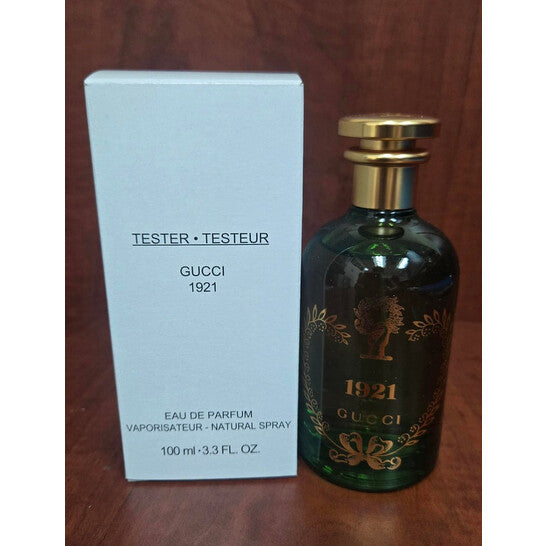 TESTER • TESTEUR
GUCCI
1921
EAU DE PARFUM
VAPORISATEUR - NATURAL SPRAY
100 ml • 3.3 FL. OZ.
1921
GUCCI